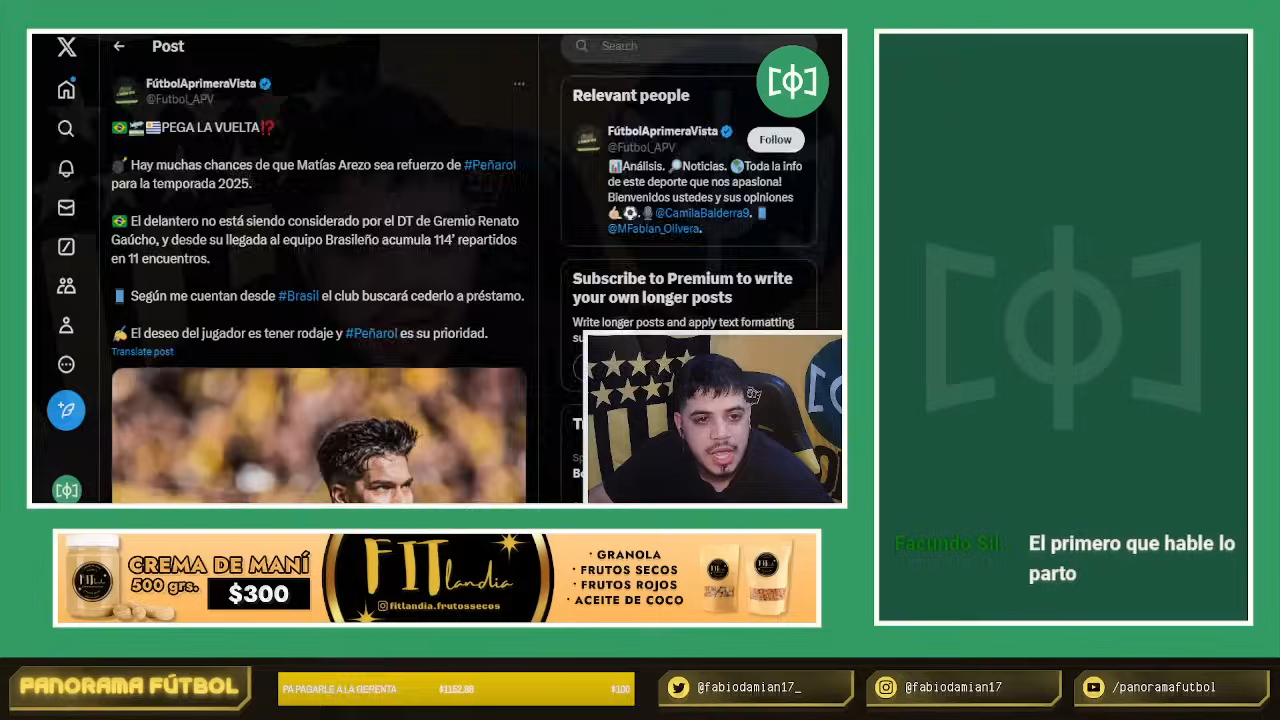 Post
Search
FútbolAprimeraVista
@Futbol_APV
PEGA LA VUELTA⁉️
Hay muchas chances de que Matías Arezo sea refuerzo de #Peñarol
para la temporada 2025.
El delantero no está siendo considerado por el DT de Gremio Renato
Gaúcho, y desde su llegada al equipo Brasileño acumula 114' repartidos
en 11 encuentros.
Según me cuentan desde #Brasil el club buscará cederlo a préstamo.
El deseo del jugador es tener rodaje y #Peñarol es su prioridad.
Translate post
Relevant people
FútbolAprimeraVista
@Futbol_APV
Follow
Análisis. Noticias. Toda la info
de este deporte que nos apasiona!
Bienvenidos ustedes y sus opiniones
@CamilaBalderra9.
@MFabian_Olivera.
Subscribe to Premium to write
your own longer posts
Write longer posts and apply text formatting
Facundo Sil..
El primero que hable lo
parto
CREMA DE MANÍ
500 grs.
$300
FITlandia
@fitlandia.frutossecos
· GRANOLA
· FRUTOS SECOS
· FRUTOS ROJOS
· ACEITE DE COCO
PANORAMA FÚTBOL
PA PAGARLE A LA GERENTA
$1152.88
$100
@fabiodamian17_
@fabiodamian17
/panoramafutbol